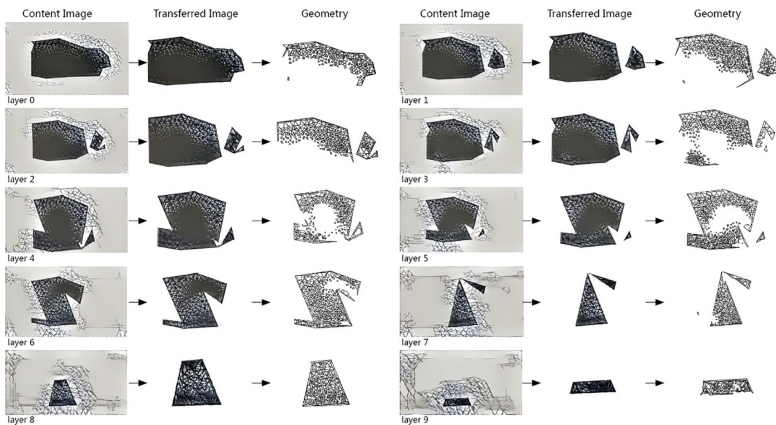 Content Image Transferred Image Geometry Content Image Transferred Image Geometry
layer 0 layer 1
layer 2 layer 3
layer 4 layer 5
layer 6 layer 7
layer 8 layer 9